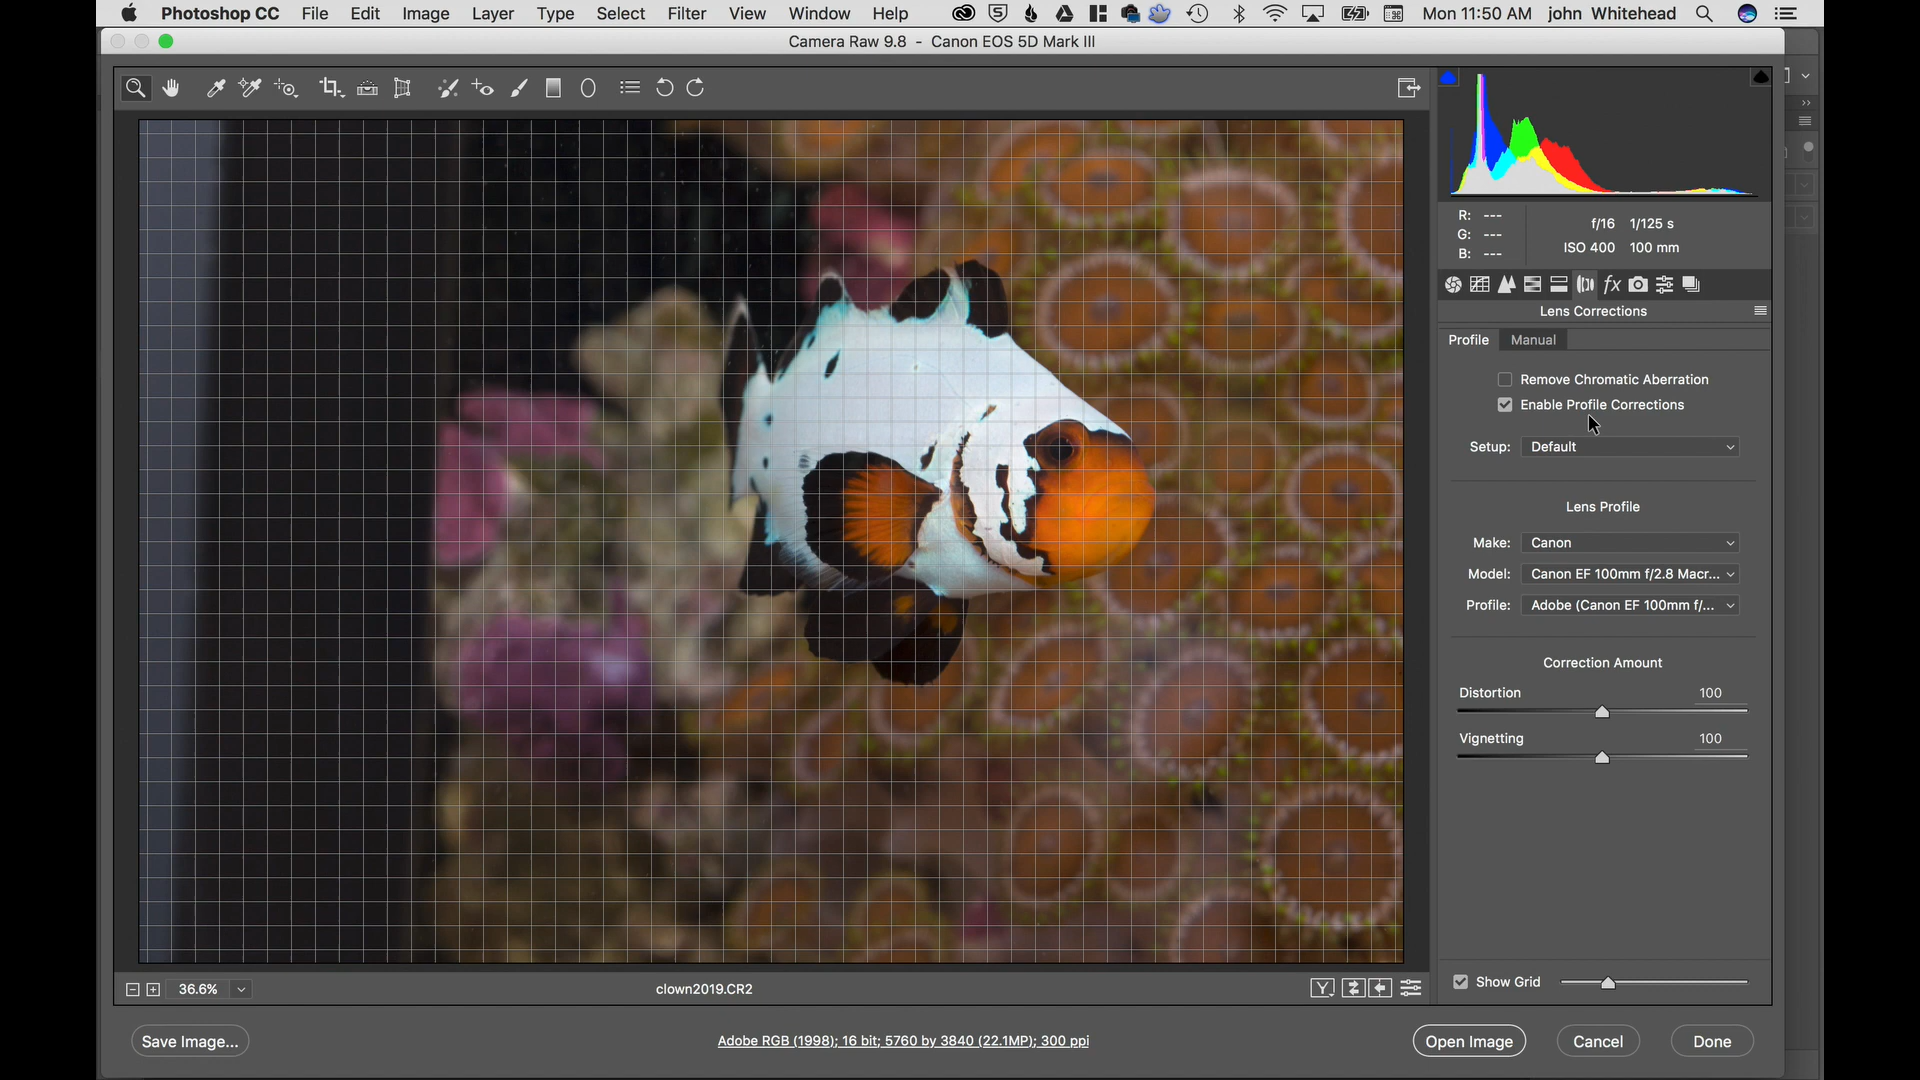 Photoshop CC File Edit Image Layer Type Select Filter View Window Help Mon 11:50 AM john Whitehead
Camera Raw 9.8 - Canon EOS 5D Mark III
R: ---
G: ---
B: ---
f/16 1/125 s
ISO 400 100 mm
fx
Lens Corrections
Profile Manual
Remove Chromatic Aberration
Enable Profile Corrections
Setup: Default
Lens Profile
Make: Canon
Model: Canon EF 100mm f/2.8 Macr...
Profile: Adobe (Canon EF 100mm f/...
Correction Amount
Distortion 100
Vignetting 100
Show Grid
36.6%
clown2019.CR2
Y
Save Image...
Adobe RGB (1998); 16 bit; 5760 by 3840 (22.1MP); 300 ppi
Open Image Cancel Done